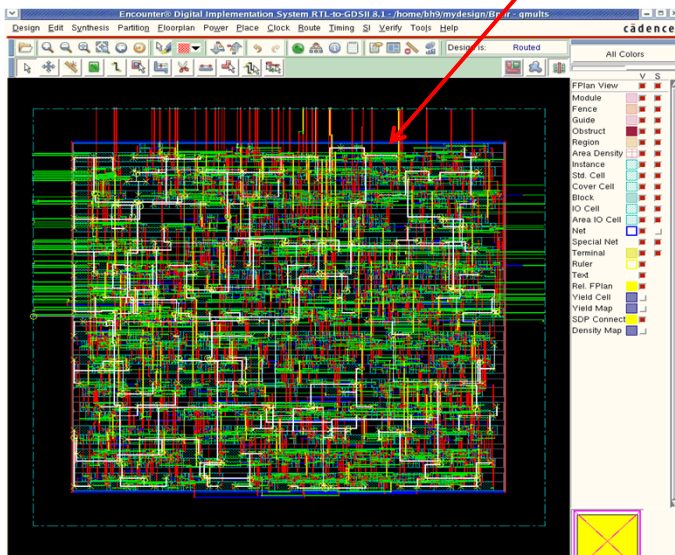 Encounter® Digital Implementation System RTL-to-GDSII 8.1 - /home/bh9/mydesign/Bnor - qmults
Design Edit Synthesis Partition Floorplan Power Place Clock Route Timing SI Verify Tools Help
cādence
Design is: Routed
All Colors
V S
FPlan View
Module
Fence
Guide
Obstruct
Region
Area Density
Instance
Std. Cell
Cover Cell
Block
IO Cell
Area IO Cell
Net
Special Net
Terminal
Ruler
Text
Rel. FPlan
Yield Cell
Yield Map
SDP Connect
Density Map